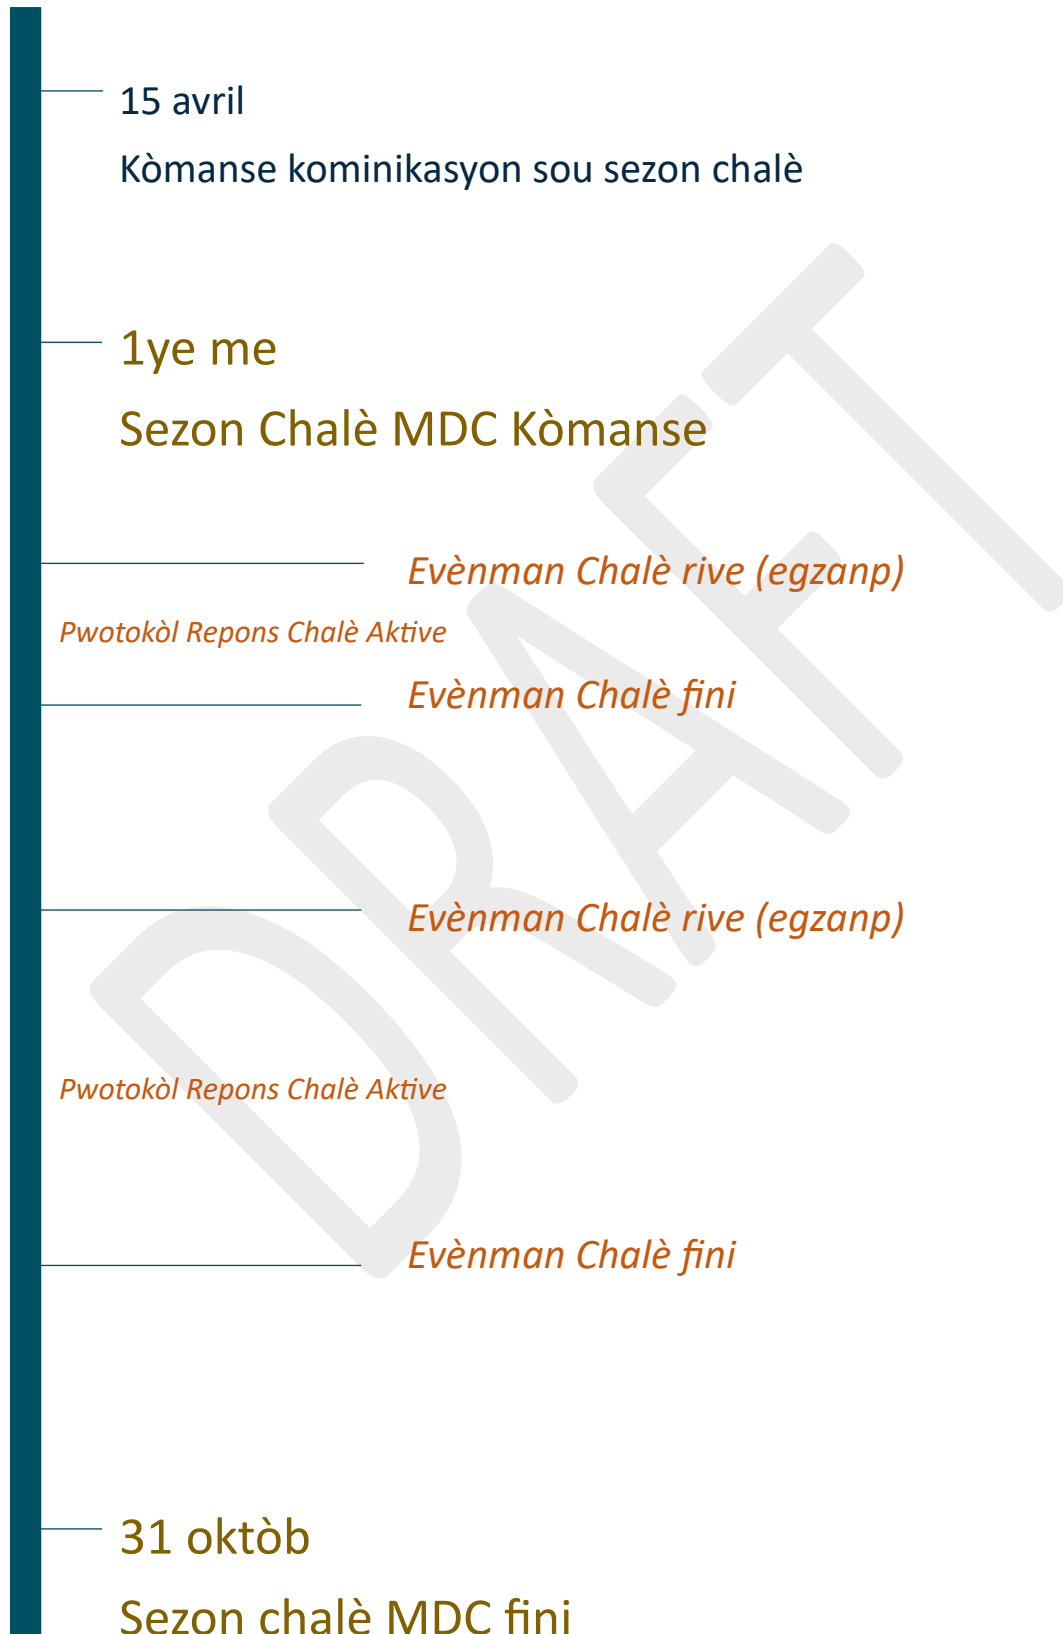 15 avril
Kòmanse kominikasyon sou sezon chalè
1ye me
Sezon Chalè MDC Kòmanse
Evènman Chalè rive (egzanp)
Pwotokòl Repons Chalè Aktive
Evènman Chalè fini
Evènman Chalè rive (egzanp)
Pwotokòl Repons Chalè Aktive
Evènman Chalè fini
31 oktòb
Sezon chalè MDC fini
DRAFT